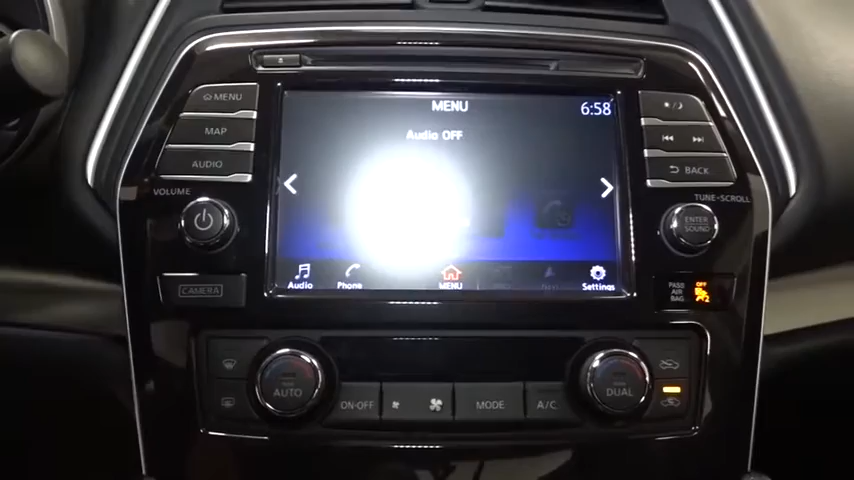 MENU
MAP
AUDIO
VOLUME
CAMERA
MENU
6:58
Audio OFF
Audio
Phone
MENU
Settings
BACK
TUNE•SCROLL
ENTER
SOUND
PASS
AIR
BAG
OFF
2
AUTO
ON•OFF
MODE
A/C
DUAL